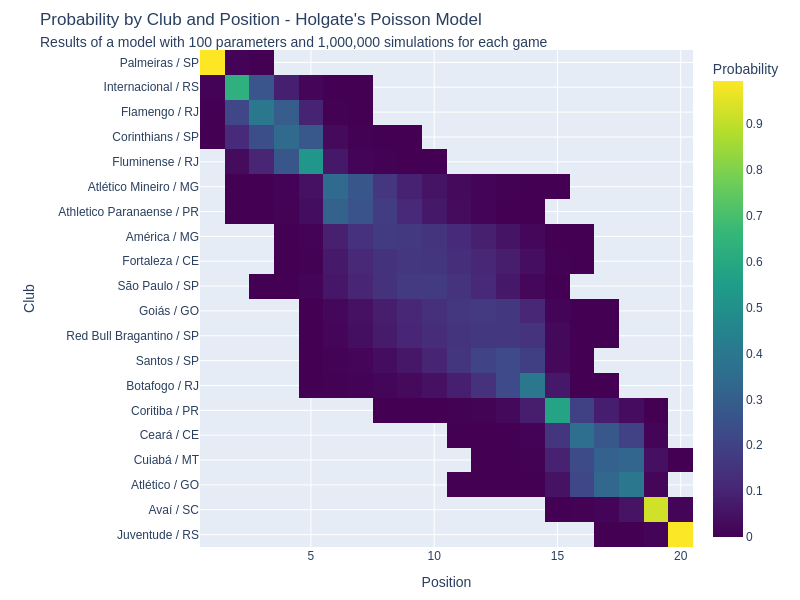 Probability by Club and Position - Holgate's Poisson Model
Results of a model with 100 parameters and 1,000,000 simulations for each game
Probability
Palmeiras / SP
Internacional / RS
Flamengo / RJ
Corinthians / SP
Fluminense / RJ
Atlético Mineiro / MG
Athletico Paranaense / PR
América / MG
Fortaleza / CE
São Paulo / SP
Goiás / GO
Red Bull Bragantino / SP
Santos / SP
Botafogo / RJ
Coritiba / PR
Ceará / CE
Cuiabá / MT
Atlético / GO
Avaí / SC
Juventude / RS
Club
5
10
15
20
Position
0.9
0.8
0.7
0.6
0.5
0.4
0.3
0.2
0.1
0